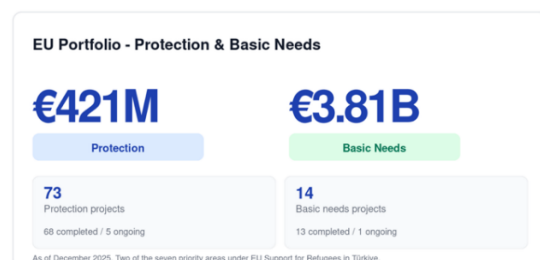 EU Portfolio - Protection & Basic Needs
€421M
€3.81B
Protection
Basic Needs
73
14
Protection projects
Basic needs projects
68 completed / 5 ongoing
13 completed / 1 ongoing
As of December 2025. Two of the seven priority areas under EU Support for Refugees in Türkiye.